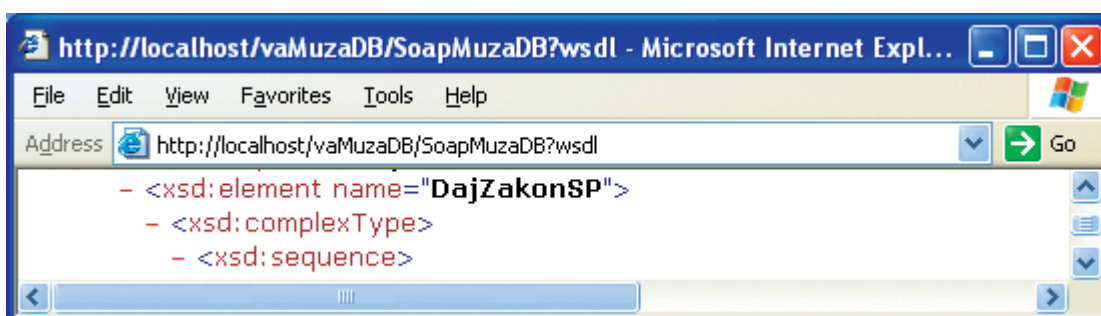 http://localhost/vaMuzaDB/SoapMuzaDB?wsdl - Microsoft Internet Expl...
File Edit View Favorites Tools Help
Address http://localhost/vaMuzaDB/SoapMuzaDB?wsdl Go
- <xsd:element name="DajZakonSP">
- <xsd:complexType>
- <xsd:sequence>